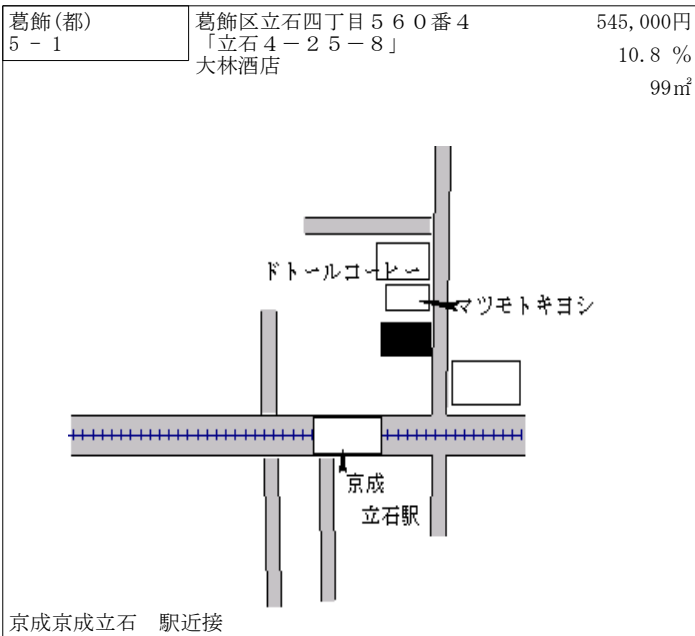 葛飾(都)
5 - 1
葛飾区立石四丁目５６０番４
「立石４－２５－８」
大林酒店
545,000円
10.8 %
99㎡
ドトールコーヒー
マツモトキヨシ
京成
立石駅
京成京成立石　駅近接